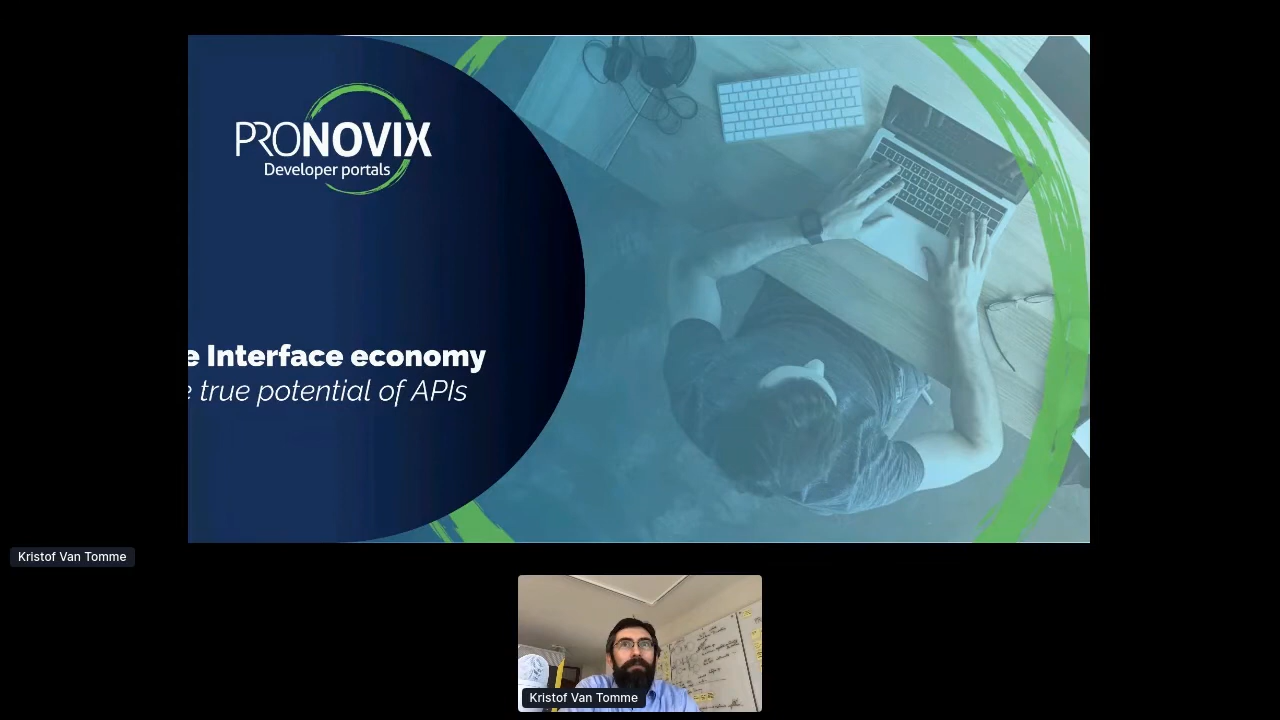 PRONOVIX
Developer portals
e Interface economy
e true potential of APIs
Kristof Van Tomme
Kristof Van Tomme